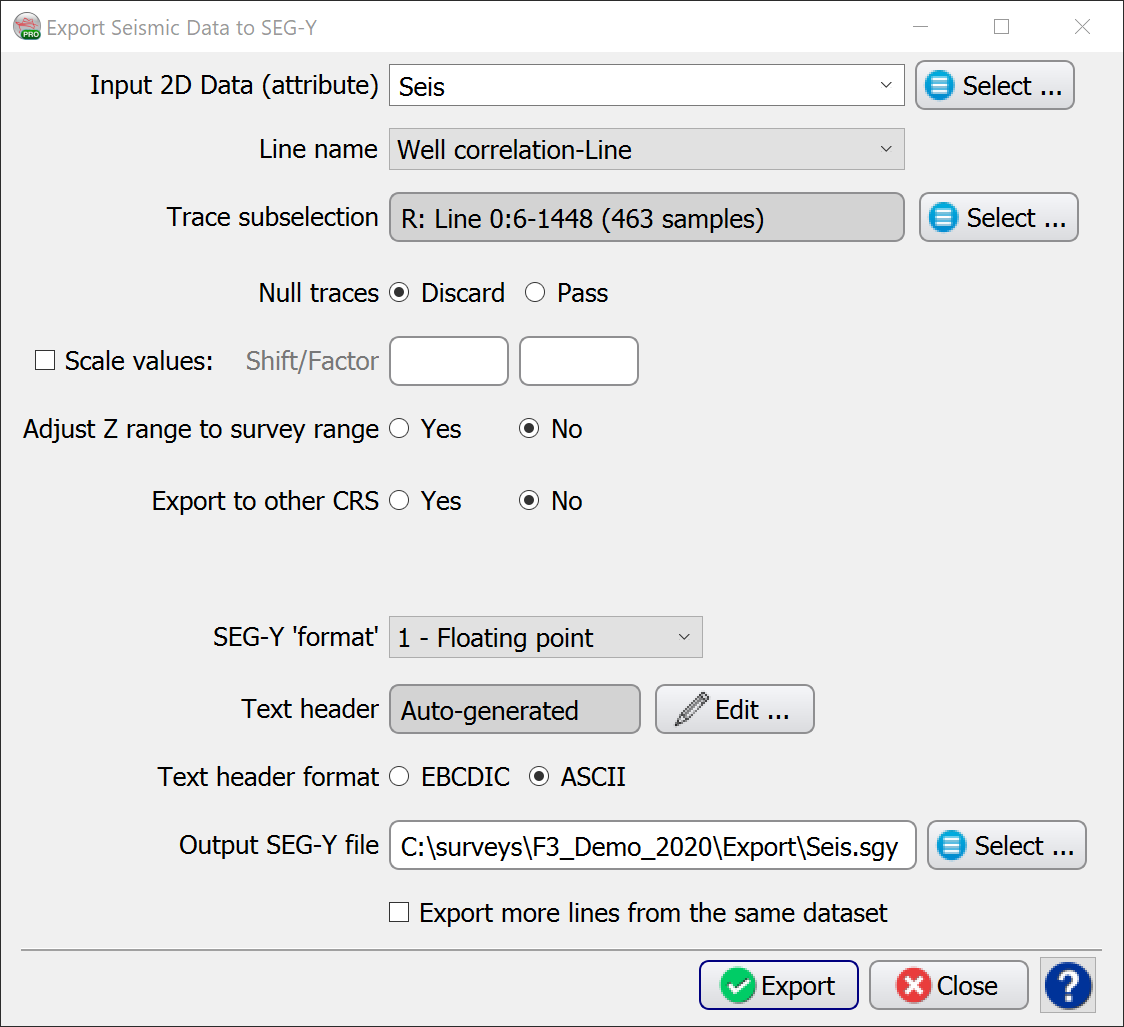 PRO Export Seismic Data to SEG-Y
Input 2D Data (attribute) Seis Select ...
Line name Well correlation-Line
Trace subselection R: Line 0:6-1448 (463 samples) Select ...
Null traces Discard Pass
Scale values: Shift/Factor
Adjust Z range to survey range Yes No
Export to other CRS Yes No
SEG-Y 'format' 1 - Floating point
Text header Auto-generated Edit ...
Text header format EBCDIC ASCII
Output SEG-Y file C:\surveys\F3_Demo_2020\Export\Seis.sgy Select ...
Export more lines from the same dataset
Export Close ?